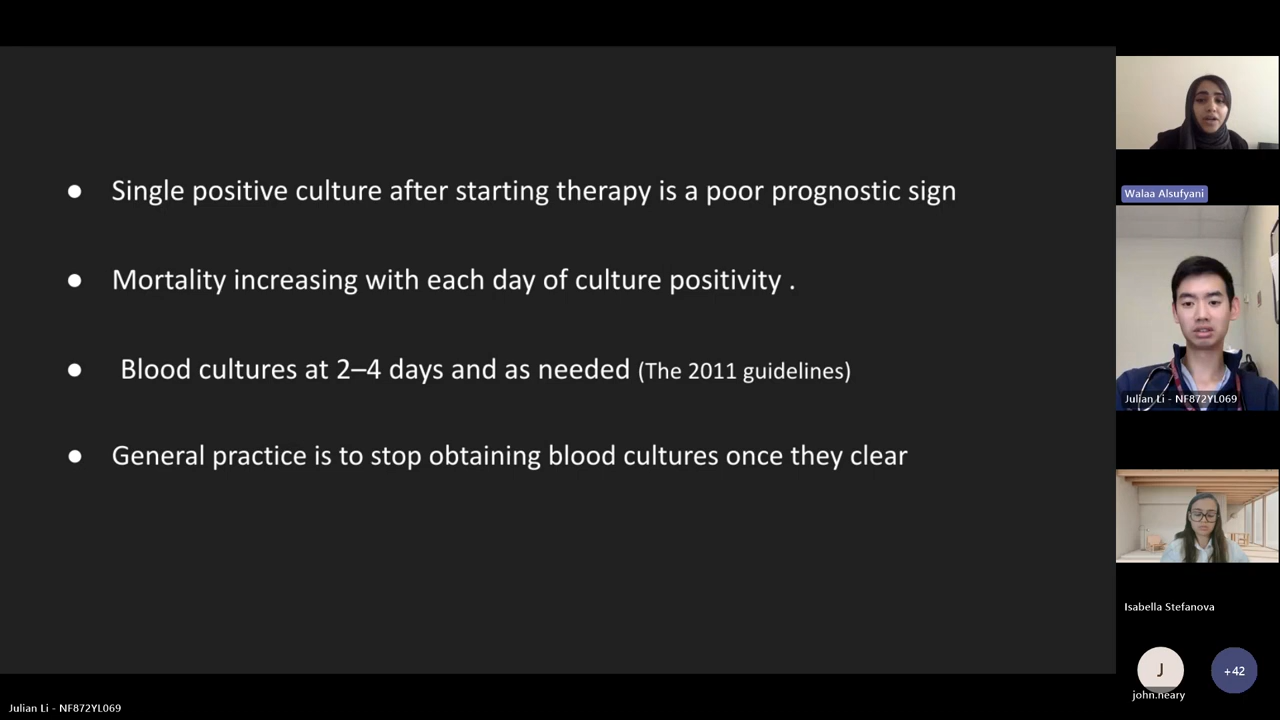 ● Single positive culture after starting therapy is a poor prognostic sign
● Mortality increasing with each day of culture positivity .
● Blood cultures at 2–4 days and as needed (The 2011 guidelines)
● General practice is to stop obtaining blood cultures once they clear
Walaa Alsufyani
Julian Li - NF872YL069
Isabella Stefanova
J
+42
john.neary
Julian Li - NF872YL069